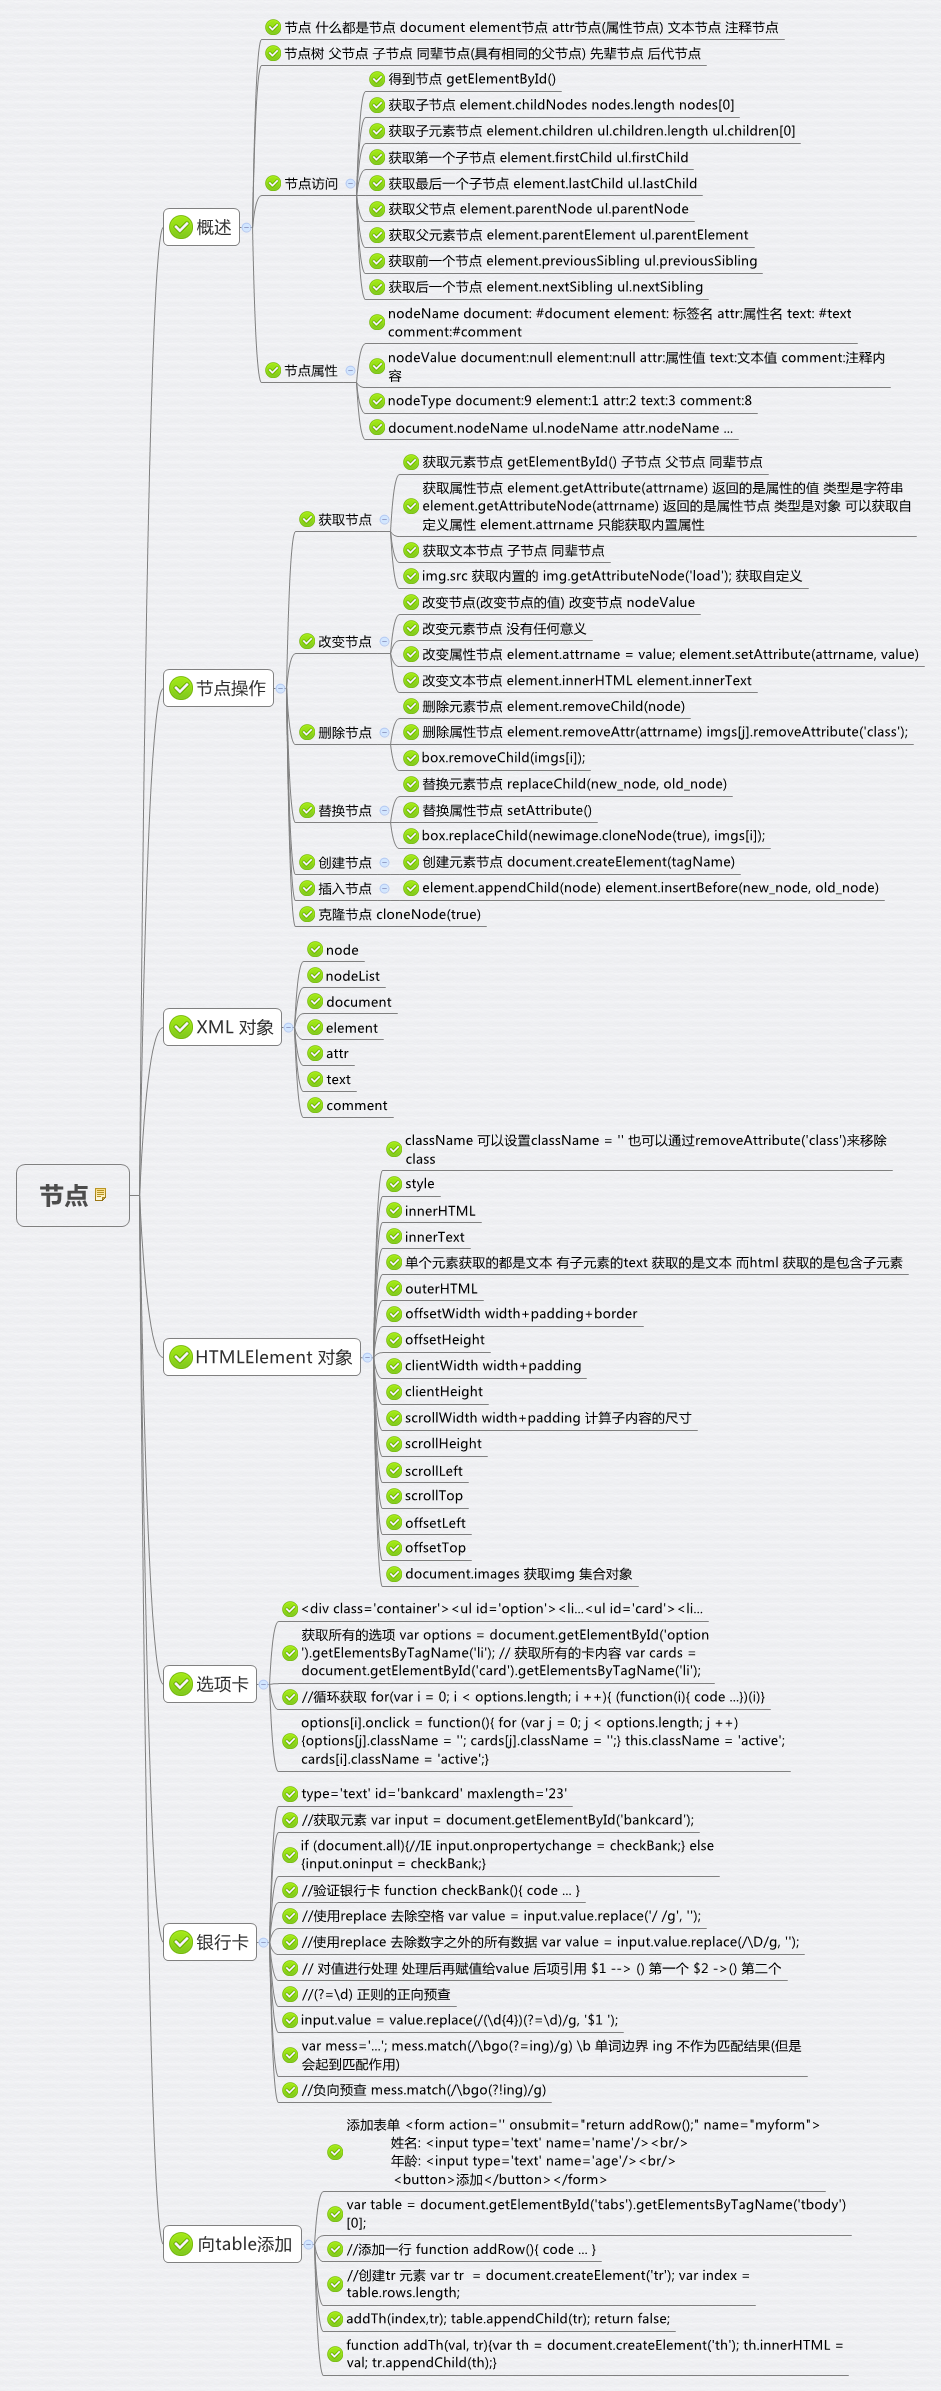 节点
概述
节点 什么都是节点 document element节点 attr节点(属性节点) 文本节点 注释节点
节点树 父节点 子节点 同辈节点(具有相同的父节点) 先辈节点 后代节点
节点访问
得到节点 getElementById()
获取子节点 element.childNodes nodes.length nodes[0]
获取子元素节点 element.children ul.children.length ul.children[0]
获取第一个子节点 element.firstChild ul.firstChild
获取最后一个子节点 element.lastChild ul.lastChild
获取父节点 element.parentNode ul.parentNode
获取父元素节点 element.parentElement ul.parentElement
获取前一个节点 element.previousSibling ul.previousSibling
获取后一个节点 element.nextSibling ul.nextSibling
节点属性
nodeName document: #document element: 标签名 attr:属性名 text: #text
comment:#comment
nodeValue document:null element:null attr:属性值 text:文本值 comment:注释内
容
nodeType document:9 element:1 attr:2 text:3 comment:8
document.nodeName ul.nodeName attr.nodeName ...
节点操作
获取节点
获取元素节点 getElementById() 子节点 父节点 同辈节点
获取属性节点 element.getAttribute(attrname) 返回的是属性的值 类型是字符串
element.getAttributeNode(attrname) 返回的是属性节点 类型是对象 可以获取自
定义属性 element.attrname 只能获取内置属性
获取文本节点 子节点 同辈节点
img.src 获取内置的 img.getAttributeNode('load'); 获取自定义
改变节点
改变节点(改变节点的值) 改变节点 nodeValue
改变元素节点 没有任何意义
改变属性节点 element.attrname = value; element.setAttribute(attrname, value)
改变文本节点 element.innerHTML element.innerText
删除节点
删除元素节点 element.removeChild(node)
删除属性节点 element.removeAttr(attrname) imgs[j].removeAttribute('class');
box.removeChild(imgs[i]);
替换节点
替换元素节点 replaceChild(new_node, old_node)
替换属性节点 setAttribute()
box.replaceChild(newimage.cloneNode(true), imgs[i]);
创建节点
创建元素节点 document.createElement(tagName)
插入节点
element.appendChild(node) element.insertBefore(new_node, old_node)
克隆节点 cloneNode(true)
XML 对象
node
nodeList
document
element
attr
text
comment
HTMLElement 对象
className 可以设置className = '' 也可以通过removeAttribute('class')来移除
class
style
innerHTML
innerText
单个元素获取的都是文本 有子元素的text 获取的是文本 而html 获取的是包含子元素
outerHTML
offsetWidth width+padding+border
offsetHeight
clientWidth width+padding
clientHeight
scrollWidth width+padding 计算子内容的尺寸
scrollHeight
scrollLeft
scrollTop
offsetLeft
offsetTop
document.images 获取img 集合对象
选项卡
<div class='container'><ul id='option'><li...<ul id='card'><li...
获取所有的选项 var options = document.getElementById('option
').getElementsByTagName('li'); // 获取所有的卡内容 var cards =
document.getElementById('card').getElementsByTagName('li');
//循环获取 for(var i = 0; i < options.length; i ++){ (function(i){ code ...})(i)}
options[i].onclick = function(){ for (var j = 0; j < options.length; j ++)
{options[j].className = ''; cards[j].className = '';} this.className = 'active';
cards[i].className = 'active';}
银行卡
type='text' id='bankcard' maxlength='23'
//获取元素 var input = document.getElementById('bankcard');
if (document.all){//IE input.onpropertychange = checkBank;} else
{input.oninput = checkBank;}
//验证银行卡 function checkBank(){ code ... }
//使用replace 去除空格 var value = input.value.replace('/ /g', '');
//使用replace 去除数字之外的所有数据 var value = input.value.replace(/\D/g, '');
// 对值进行处理 处理后再赋值给value 后项引用 $1 --> () 第一个 $2 ->() 第二个
//(?=\d) 正则的正向预查
input.value = value.replace(/(\d{4})(?=\d)/g, '$1 ');
var mess='...'; mess.match(/\bgo(?=ing)/g) \b 单词边界 ing 不作为匹配结果(但是
会起到匹配作用)
//负向预查 mess.match(/\bgo(?!ing)/g)
向table添加
添加表单 <form action='' onsubmit="return addRow();" name="myform">
姓名: <input type='text' name='name'/><br/>
年龄: <input type='text' name='age'/><br/>
<button>添加</button></form>
var table = document.getElementById('tabs').getElementsByTagName('tbody')
[0];
//添加一行 function addRow(){ code ... }
//创建tr 元素 var tr  = document.createElement('tr'); var index =
table.rows.length;
addTh(index,tr); table.appendChild(tr); return false;
function addTh(val, tr){var th = document.createElement('th'); th.innerHTML =
val; tr.appendChild(th);}